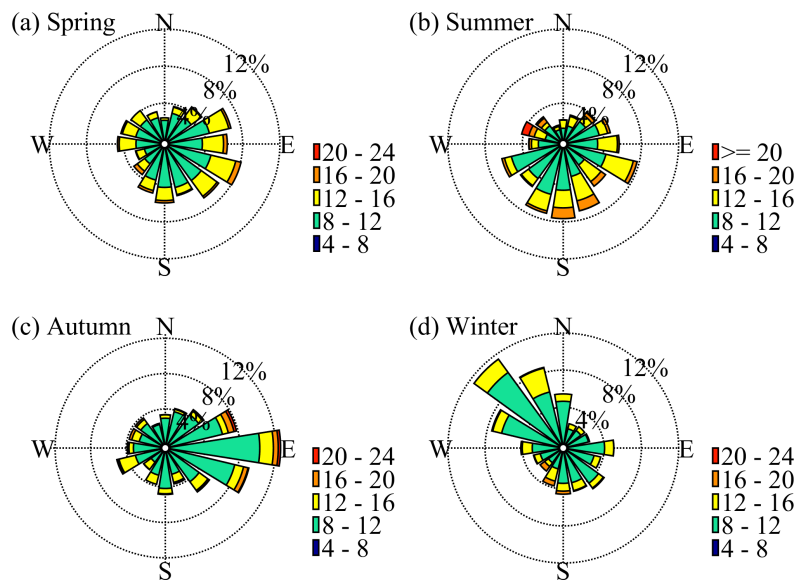 (a) Spring
N
12%
8%
4%
W
E
S
20 - 24
16 - 20
12 - 16
8 - 12
4 - 8
(b) Summer
N
12%
8%
4%
W
E
S
>= 20
16 - 20
12 - 16
8 - 12
4 - 8
(c) Autumn
N
12%
8%
4%
W
E
S
20 - 24
16 - 20
12 - 16
8 - 12
4 - 8
(d) Winter
N
12%
8%
4%
W
E
S
20 - 24
16 - 20
12 - 16
8 - 12
4 - 8